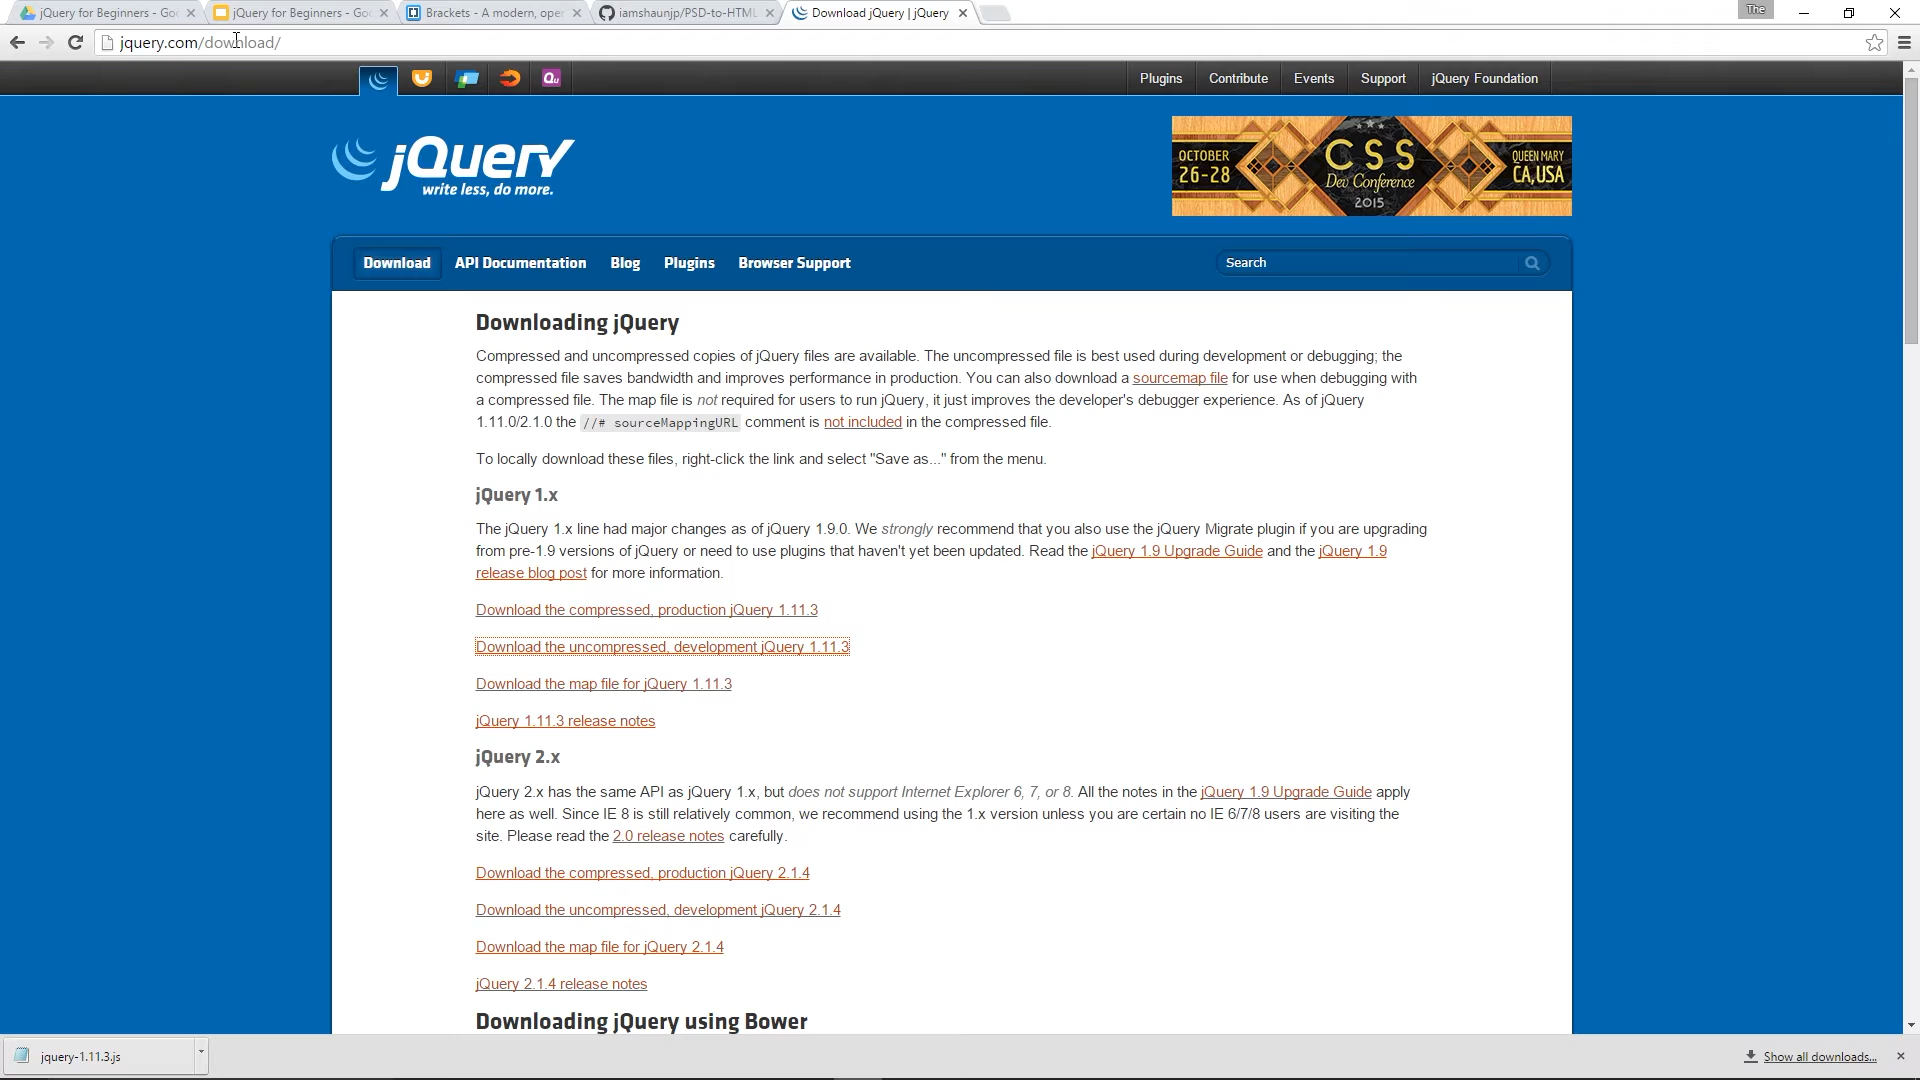 jQuery for Beginners - Goo
jQuery for Beginners - Goo
Brackets - A modern, open
iamshaunjp/PSD-to-HTML
Download jQuery | jQuery
The
jquery.com/download/
Qu
Plugins
Contribute
Events
Support
jQuery Foundation
jQuery
write less, do more.
OCTOBER
26-28
CSS
Dev Conference
2015
QUEEN MARY
CA, USA
Download
API Documentation
Blog
Plugins
Browser Support
Search
Downloading jQuery
Compressed and uncompressed copies of jQuery files are available. The uncompressed file is best used during development or debugging; the
compressed file saves bandwidth and improves performance in production. You can also download a sourcemap file for use when debugging with
a compressed file. The map file is not required for users to run jQuery, it just improves the developer's debugger experience. As of jQuery
1.11.0/2.1.0 the //# sourceMappingURL comment is not included in the compressed file.
To locally download these files, right-click the link and select "Save as..." from the menu.
jQuery 1.x
The jQuery 1.x line had major changes as of jQuery 1.9.0. We strongly recommend that you also use the jQuery Migrate plugin if you are upgrading
from pre-1.9 versions of jQuery or need to use plugins that haven't yet been updated. Read the jQuery 1.9 Upgrade Guide and the jQuery 1.9
release blog post for more information.
Download the compressed, production jQuery 1.11.3
Download the uncompressed, development jQuery 1.11.3
Download the map file for jQuery 1.11.3
jQuery 1.11.3 release notes
jQuery 2.x
jQuery 2.x has the same API as jQuery 1.x, but does not support Internet Explorer 6, 7, or 8. All the notes in the jQuery 1.9 Upgrade Guide apply
here as well. Since IE 8 is still relatively common, we recommend using the 1.x version unless you are certain no IE 6/7/8 users are visiting the
site. Please read the 2.0 release notes carefully.
Download the compressed, production jQuery 2.1.4
Download the uncompressed, development jQuery 2.1.4
Download the map file for jQuery 2.1.4
jQuery 2.1.4 release notes
Downloading jQuery using Bower
jquery-1.11.3.js
Show all downloads...